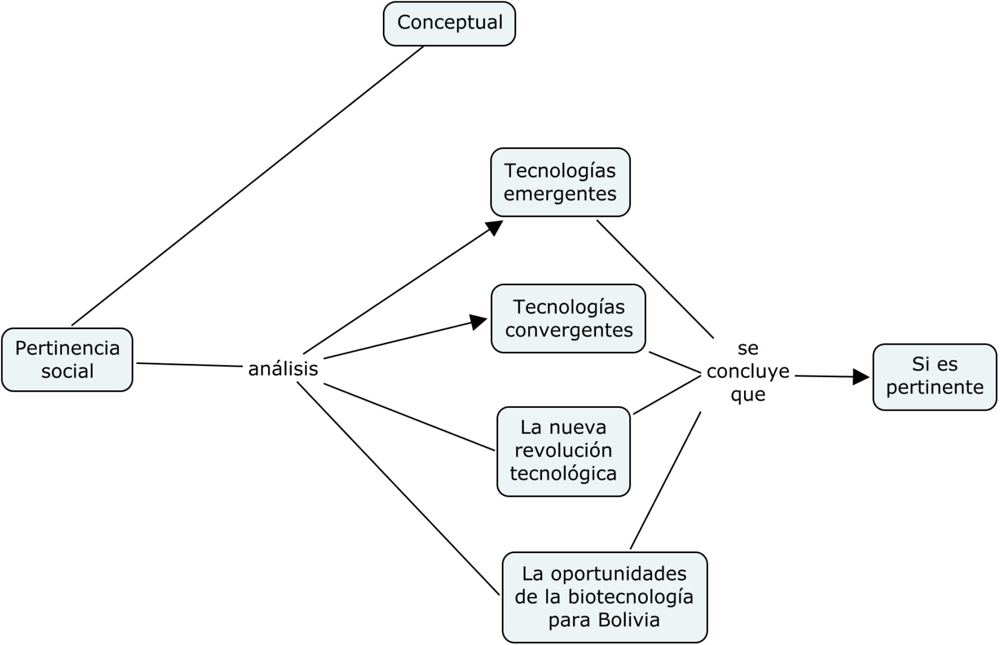 Conceptual
Tecnologías
emergentes
Tecnologías
convergentes
Pertinencia
social
análisis
se
concluye
que
Si es
pertinente
La nueva
revolución
tecnológica
La oportunidades
de la biotecnología
para Bolivia